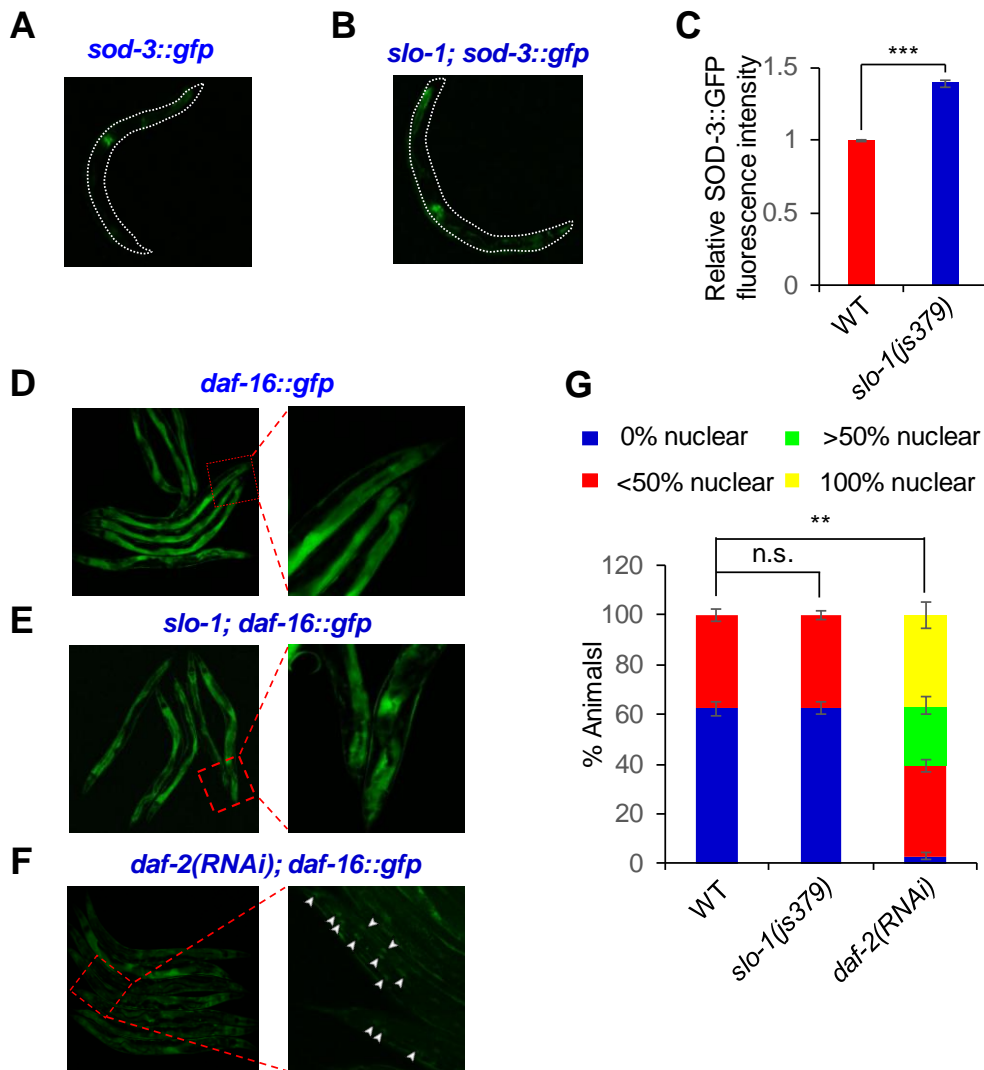 A
sod-3::gfp
B
slo-1; sod-3::gfp
C
***
Relative SOD-3::GFP
fluorescence intensity
1.5
1
0.5
0
WT
slo-1(js379)
D
daf-16::gfp
E
slo-1; daf-16::gfp
F
daf-2(RNAi); daf-16::gfp
G
0% nuclear
>50% nuclear
<50% nuclear
100% nuclear
**
n.s.
% Animalsl
120
100
80
60
40
20
0
WT
slo-1(js379)
daf-2(RNAi)